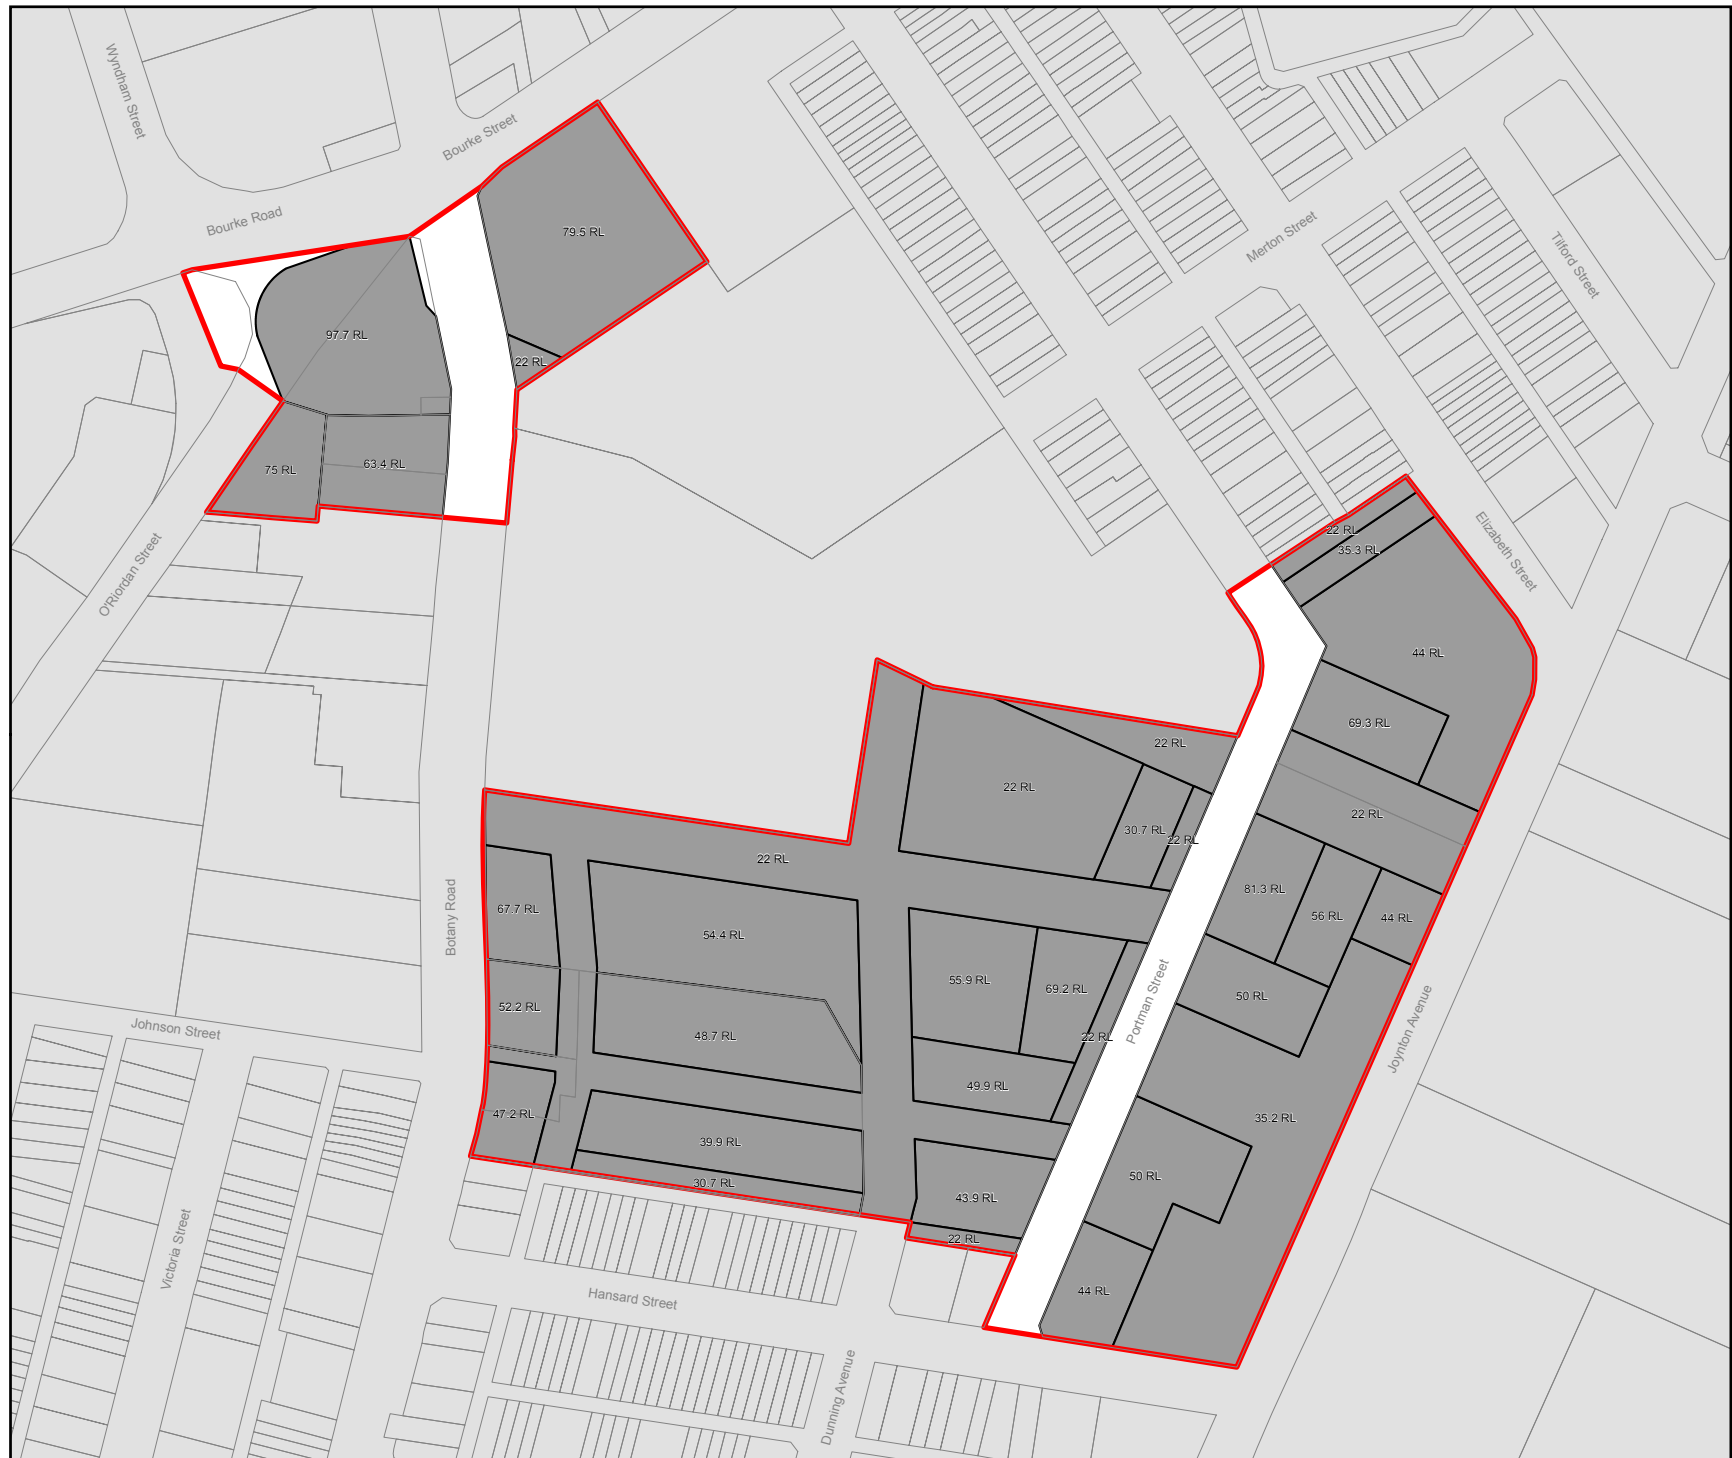 Wyndham Street
Bourke Street
Bourke Road
79.5 RL
Merton Street
Tilford Street
97.7 RL
22 RL
75 RL
63.4 RL
O'Riordan Street
22 RL
35.3 RL
Elizabeth Street
44 RL
69.3 RL
22 RL
22 RL
22 RL
30.7 RL
22 RL
22 RL
67.7 RL
54.4 RL
81.3 RL
56 RL
44 RL
Botany Road
55.9 RL
69.2 RL
50 RL
52.2 RL
48.7 RL
22 RL
Portman Street
Johnson Street
Joynton Avenue
49.9 RL
47.2 RL
39.9 RL
35.2 RL
30.7 RL
43.9 RL
50 RL
22 RL
Victoria Street
Hansard Street
44 RL
Dunning Avenue